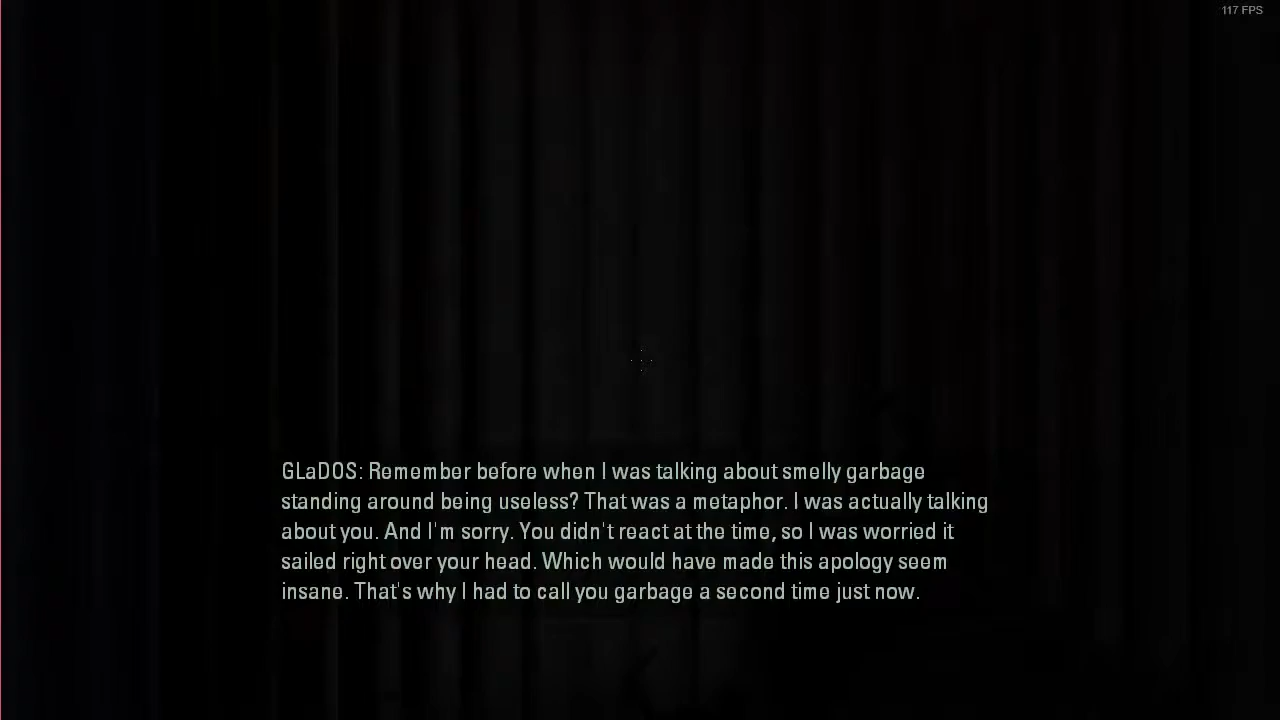 117 FPS
GLaDOS: Remember before when I was talking about smelly garbage
standing around being useless? That was a metaphor. I was actually talking
about you. And I'm sorry. You didn't react at the time, so I was worried it
sailed right over your head. Which would have made this apology seem
insane. That's why I had to call you garbage a second time just now.